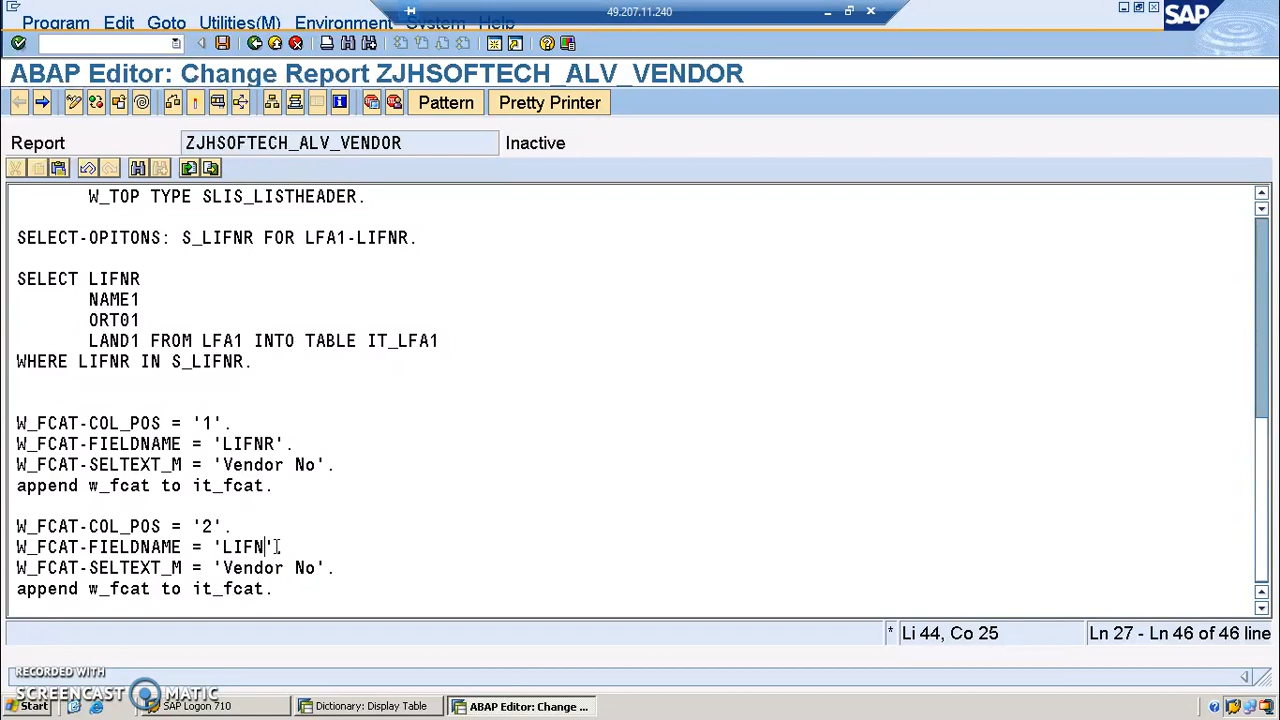 49.207.11.240
Program Edit Goto Utilities(M) Environment System Help
SAP
ABAP Editor: Change Report ZJHSOFTECH_ALV_VENDOR
Pattern Pretty Printer
Report ZJHSOFTECH_ALV_VENDOR Inactive
W_TOP TYPE SLIS_LISTHEADER.
SELECT-OPITONS: S_LIFNR FOR LFA1-LIFNR.
SELECT LIFNR
NAME1
ORT01
LAND1 FROM LFA1 INTO TABLE IT_LFA1
WHERE LIFNR IN S_LIFNR.
W_FCAT-COL_POS = '1'.
W_FCAT-FIELDNAME = 'LIFNR'.
W_FCAT-SELTEXT_M = 'Vendor No'.
append w_fcat to it_fcat.
W_FCAT-COL_POS = '2'.
W_FCAT-FIELDNAME = 'LIFN'.
W_FCAT-SELTEXT_M = 'Vendor No'.
append w_fcat to it_fcat.
* Li 44, Co 25 Ln 27 - Ln 46 of 46 line
RECORDED WITH
SCREENCAST MATIC
Start SAP Logon 710 Dictionary: Display Table ABAP Editor: Change ...